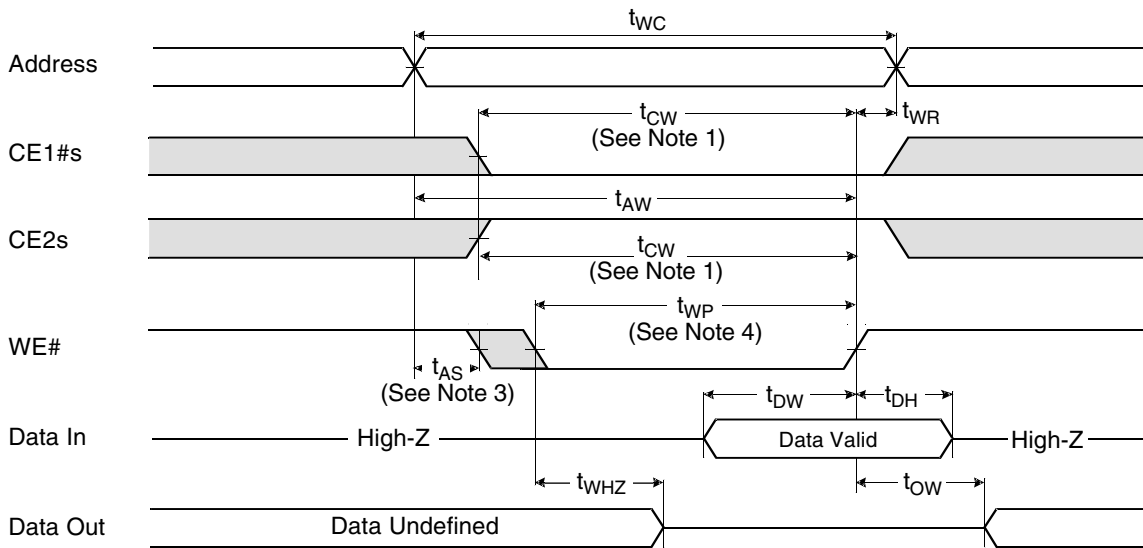 tWC
Address
tCW
(See Note 1)
tWR
CE1#s
tAW
CE2s
tCW
(See Note 1)
tWP
(See Note 4)
WE#
tAS
(See Note 3)
tDW
tDH
Data In
High-Z
Data Valid
High-Z
tWHZ
tOW
Data Out
Data Undefined